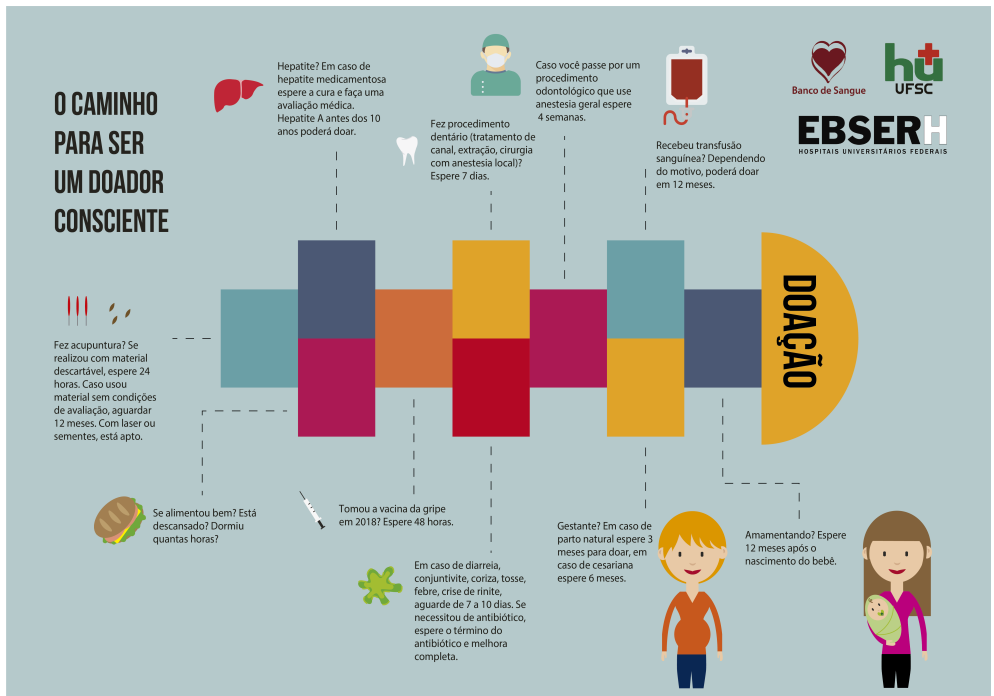 O CAMINHO
PARA SER
UM DOADOR
CONSCIENTE
Hepatite? Em caso de
hepatite medicamentosa
espere a cura e faça uma
avaliação médica.
Hepatite A antes dos 10
anos poderá doar.
Fez procedimento
dentário (tratamento de
canal, extração, cirurgia
com anestesia local)?
Espere 7 dias.
Caso você passe por um
procedimento
odontológico que use
anestesia geral espere
4 semanas.
Recebeu transfusão
sanguínea? Dependendo
do motivo, poderá doar
em 12 meses.
Banco de Sangue
hu
UFSC
EBSERH
HOSPITAIS UNIVERSITÁRIOS FEDERAIS
DOAÇÃO
Fez acupuntura? Se
realizou com material
descartável, espere 24
horas. Caso usou
material sem condições
de avaliação, aguardar
12 meses. Com laser ou
sementes, está apto.
Se alimentou bem? Está
descansado? Dormiu
quantas horas?
Tomou a vacina da gripe
em 2018? Espere 48 horas.
Em caso de diarreia,
conjuntivite, coriza, tosse,
febre, crise de rinite,
aguarde de 7 a 10 dias. Se
necessitou de antibiótico,
espere o término do
antibiótico e melhora
completa.
Gestante? Em caso de
parto natural espere 3
meses para doar, em
caso de cesariana
espere 6 meses.
Amamentando? Espere
12 meses após o
nascimento do bebê.